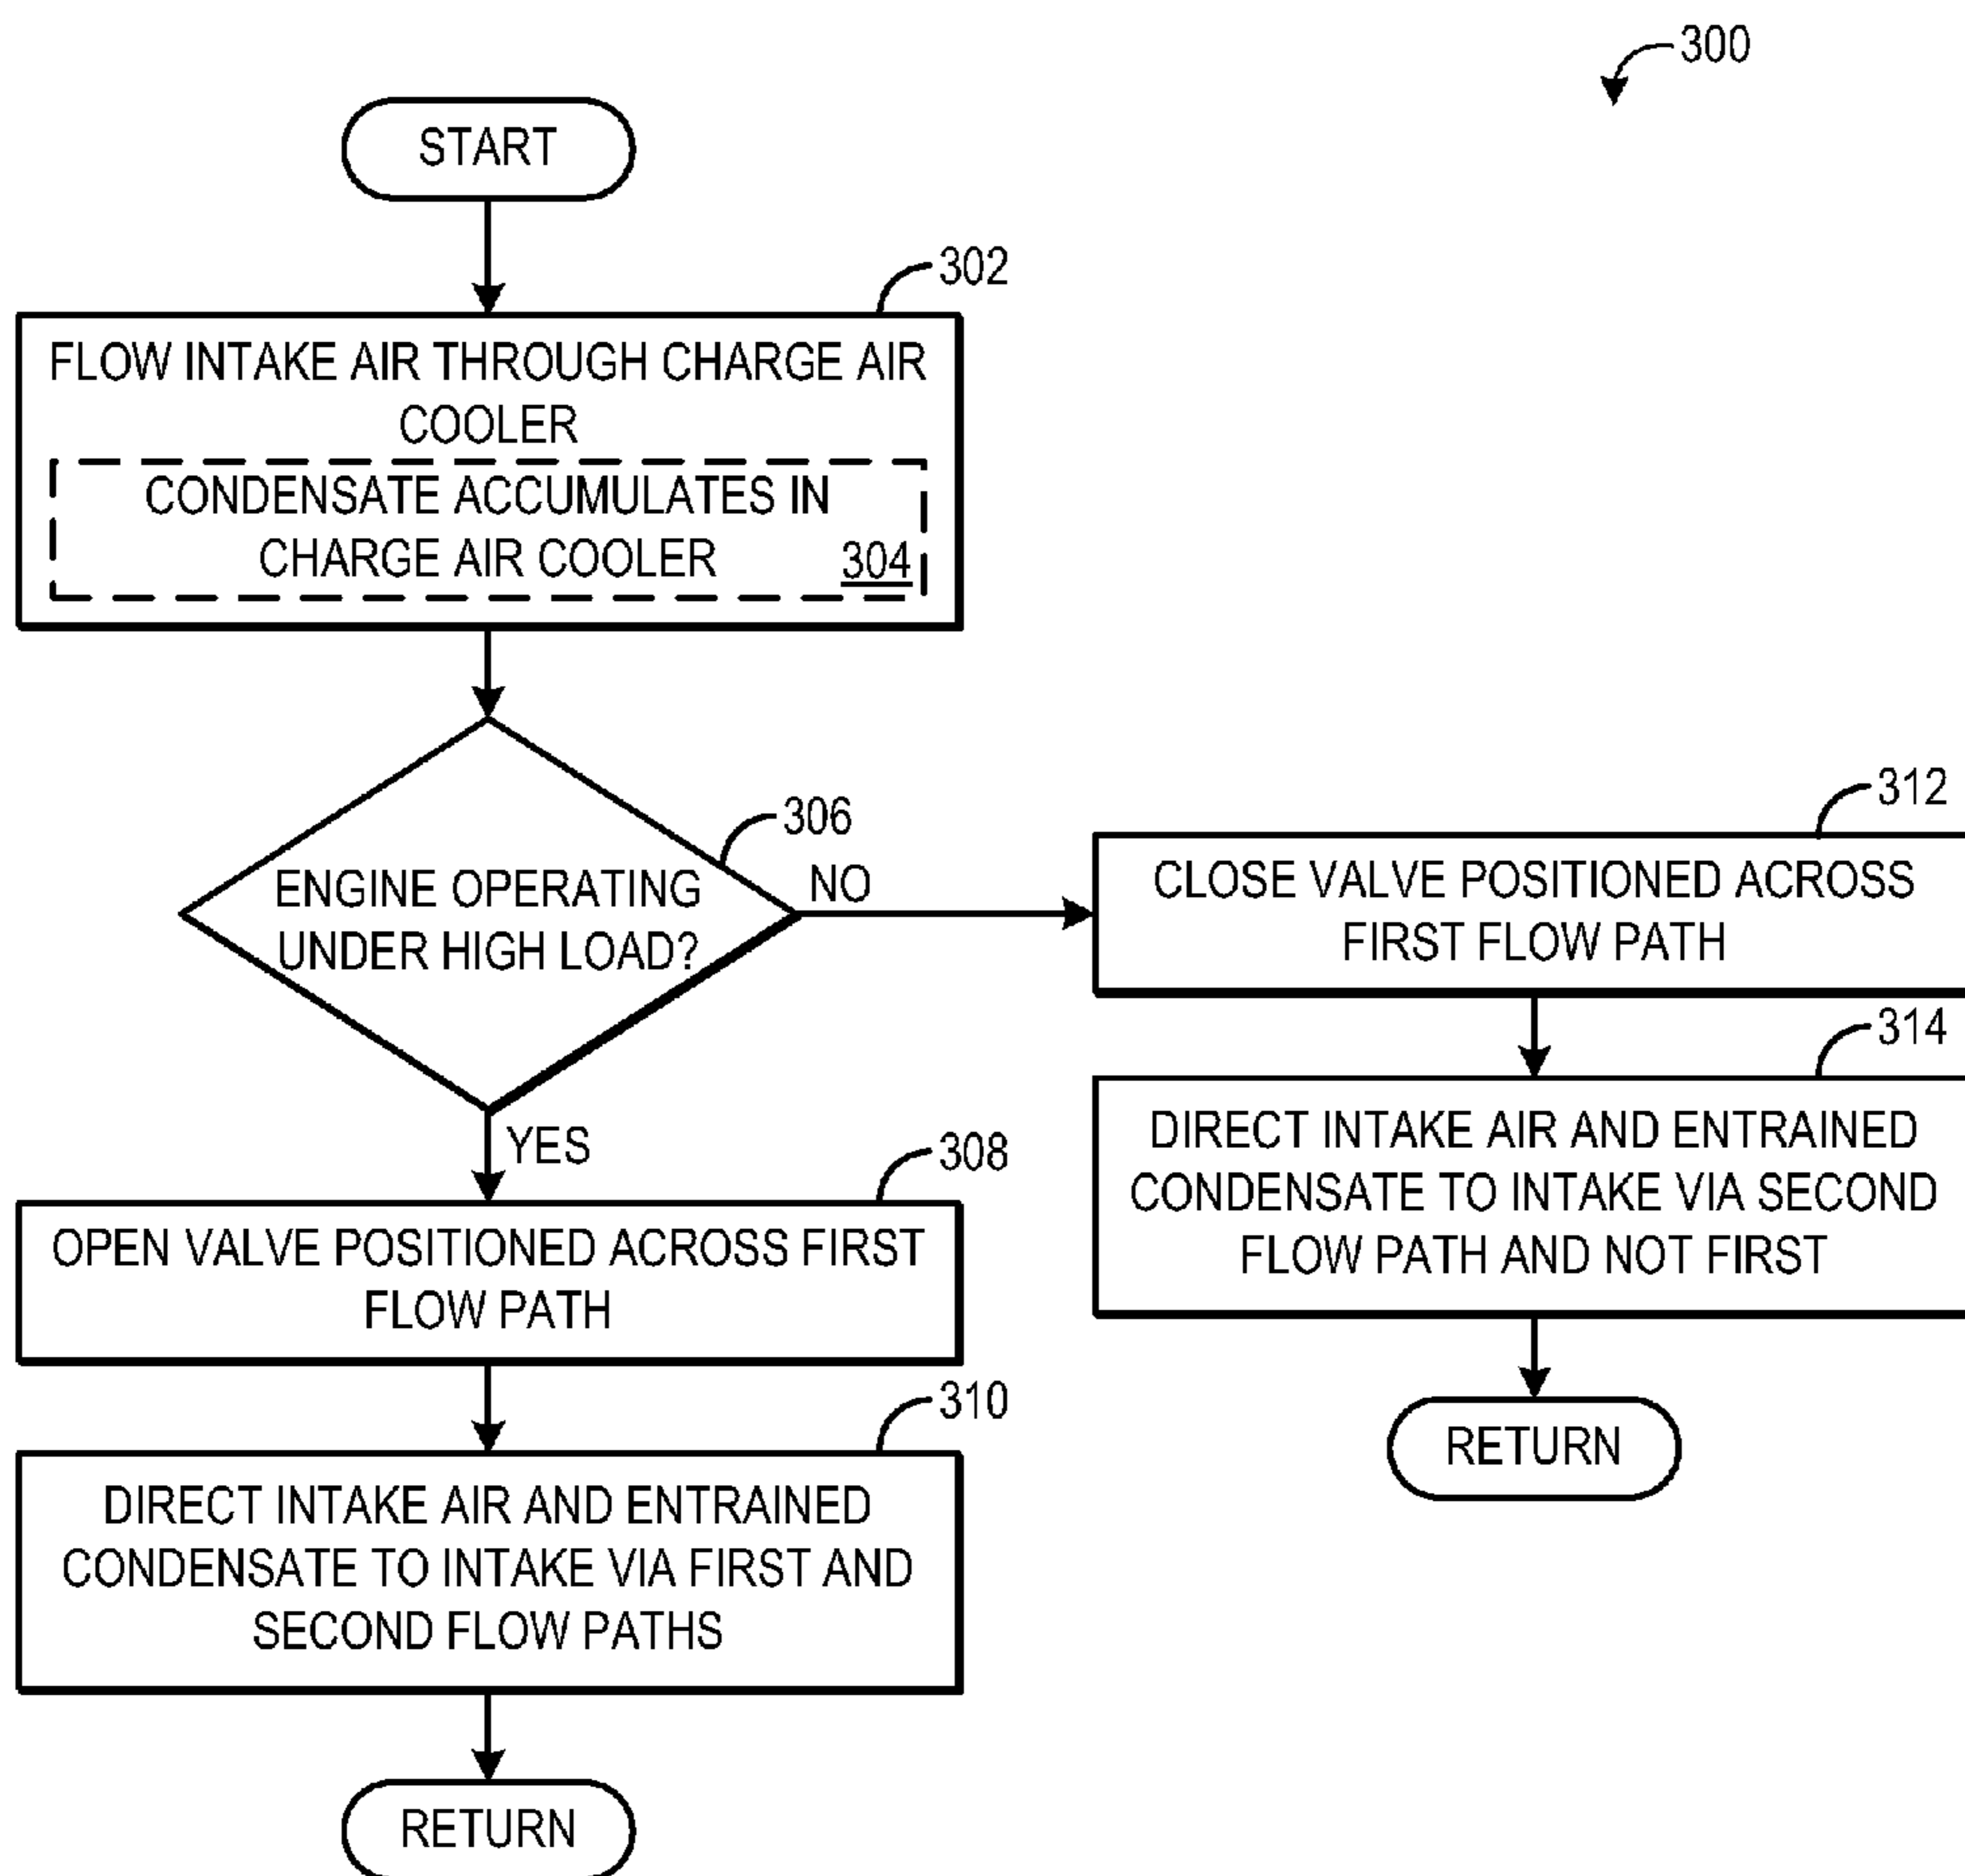 300
START
302
FLOW INTAKE AIR THROUGH CHARGE AIR
COOLER
CONDENSATE ACCUMULATES IN
CHARGE AIR COOLER
304
306
ENGINE OPERATING
UNDER HIGH LOAD?
NO
YES
308
OPEN VALVE POSITIONED ACROSS FIRST
FLOW PATH
310
DIRECT INTAKE AIR AND ENTRAINED
CONDENSATE TO INTAKE VIA FIRST AND
SECOND FLOW PATHS
RETURN
312
CLOSE VALVE POSITIONED ACROSS
FIRST FLOW PATH
314
DIRECT INTAKE AIR AND ENTRAINED
CONDENSATE TO INTAKE VIA SECOND
FLOW PATH AND NOT FIRST
RETURN